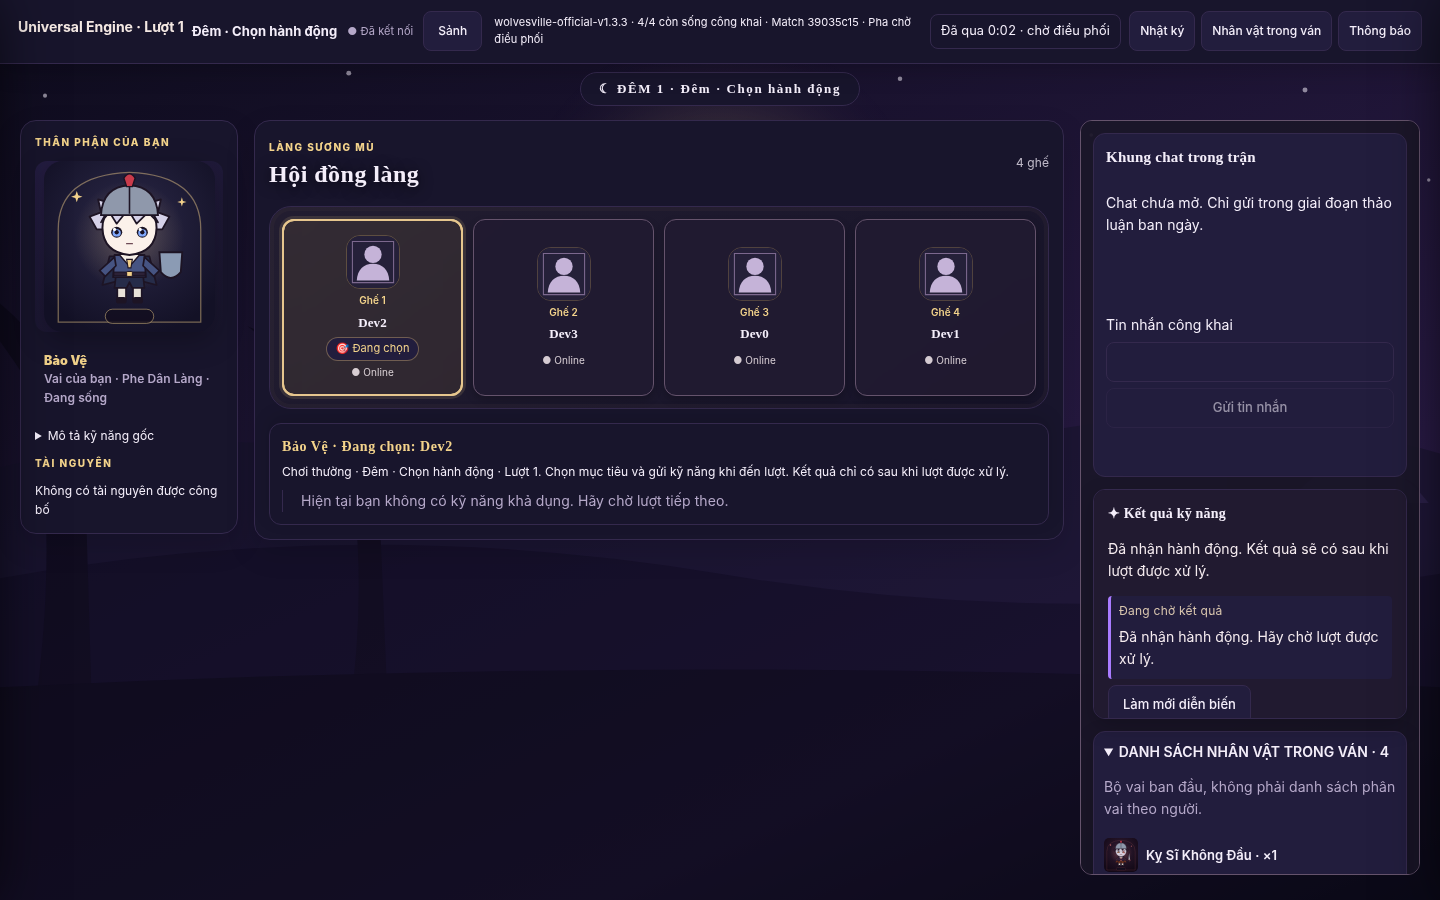 Universal Engine · Lượt 1
Đêm · Chọn hành động
Đã kết nối
Sảnh
wolvesville-official-v1.3.3 · 4/4 còn sống công khai · Match 39035c15 · Pha chờ
điều phối
Đã qua 0:02 · chờ điều phối
Nhật ký
Nhân vật trong ván
Thông báo
☾ ĐÊM 1 · Đêm · Chọn hành động
THÂN PHẬN CỦA BẠN
Bảo Vệ
Vai của bạn · Phe Dân Làng ·
Đang sống
▶ Mô tả kỹ năng gốc
TÀI NGUYÊN
Không có tài nguyên được công
bố
LÀNG SƯƠNG MÙ
Hội đồng làng
4 ghế
Ghế 1
Dev2
🎯 Đang chọn
Online
Ghế 2
Dev3
Online
Ghế 3
Dev0
Online
Ghế 4
Dev1
Online
Bảo Vệ · Đang chọn: Dev2
Chơi thường · Đêm · Chọn hành động · Lượt 1. Chọn mục tiêu và gửi kỹ năng khi đến lượt. Kết quả chỉ có sau khi lượt được xử lý.
Hiện tại bạn không có kỹ năng khả dụng. Hãy chờ lượt tiếp theo.
Khung chat trong trận
Chat chưa mở. Chỉ gửi trong giai đoạn thảo
luận ban ngày.
Tin nhắn công khai
Gửi tin nhắn
✦ Kết quả kỹ năng
Đã nhận hành động. Kết quả sẽ có sau khi
lượt được xử lý.
Đang chờ kết quả
Đã nhận hành động. Hãy chờ lượt được
xử lý.
Làm mới diễn biến
▼ DANH SÁCH NHÂN VẬT TRONG VÁN · 4
Bộ vai ban đầu, không phải danh sách phân
vai theo người.
Kỵ Sĩ Không Đầu · ×1